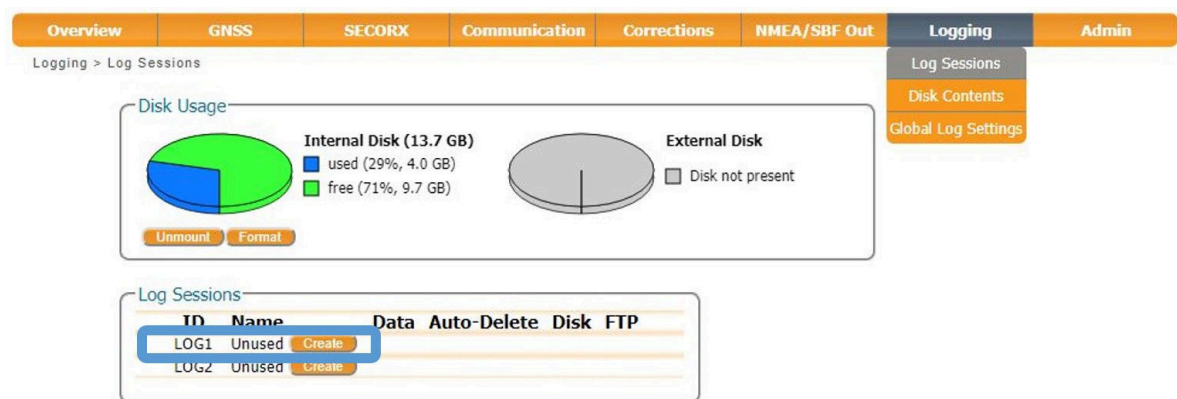 Overview GNSS SECORX Communication Corrections NMEA/SBF Out Logging Admin
Logging > Log Sessions
Log Sessions
Disk Contents
Global Log Settings
Disk Usage
Internal Disk (13.7 GB)
used (29%, 4.0 GB)
free (71%, 9.7 GB)
External Disk
Disk not present
Unmount Format
Log Sessions
ID Name Data Auto-Delete Disk FTP
LOG1 Unused Create
LOG2 Unused Create